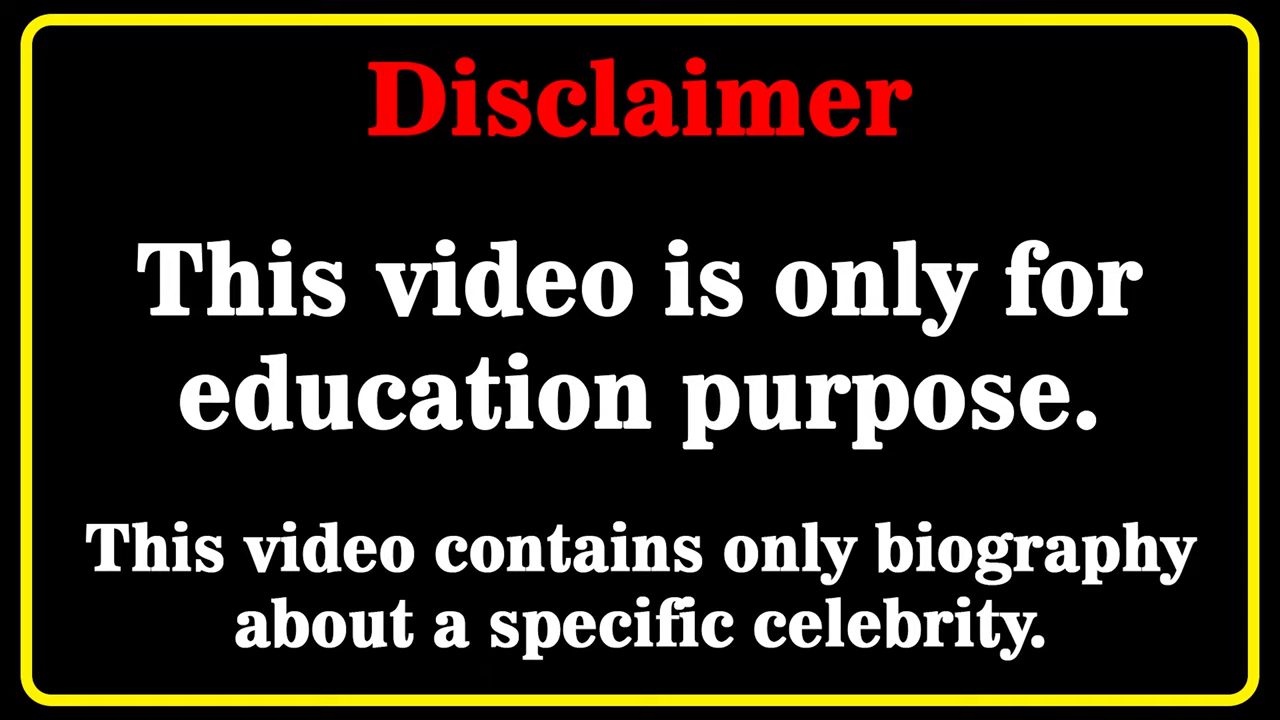 Disclaimer
This video is only for
education purpose.
This video contains only biography
about a specific celebrity.